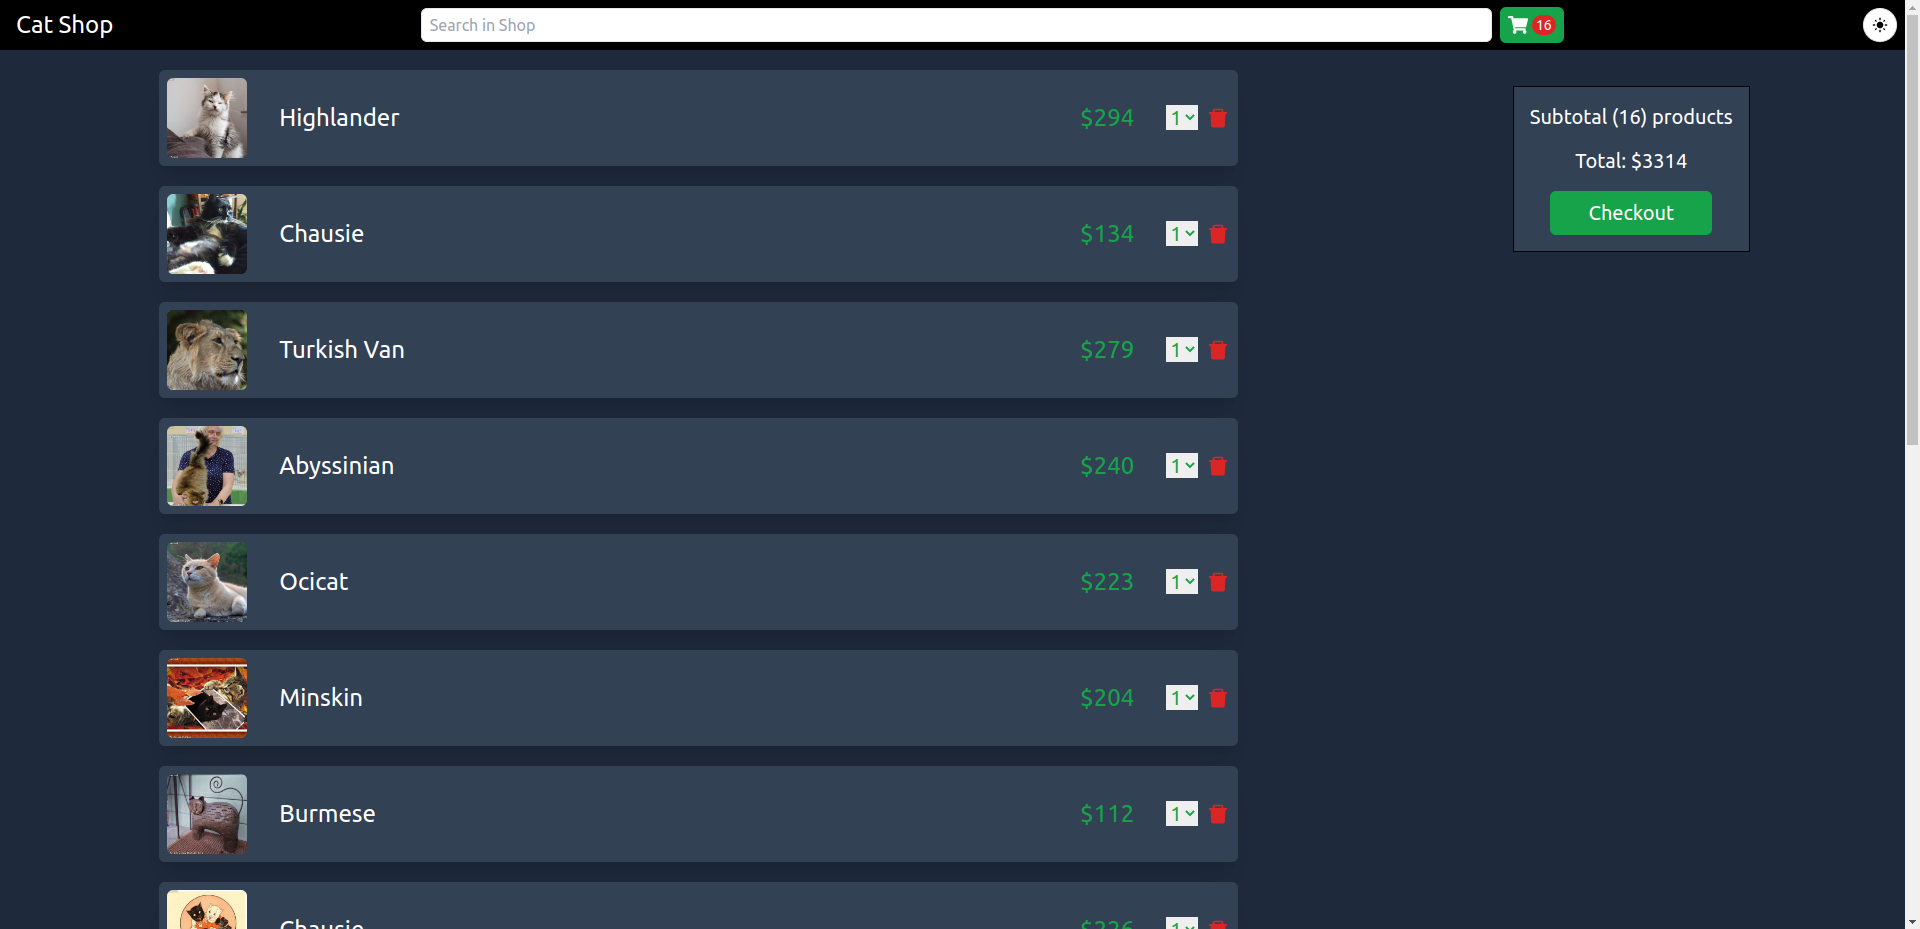 Cat Shop
Search in Shop
16
Highlander
$294
1
Subtotal (16) products
Total: $3314
Checkout
Chausie
$134
1
Turkish Van
$279
1
Abyssinian
$240
1
Ocicat
$223
1
Minskin
$204
1
Burmese
$112
1
Chausie
1